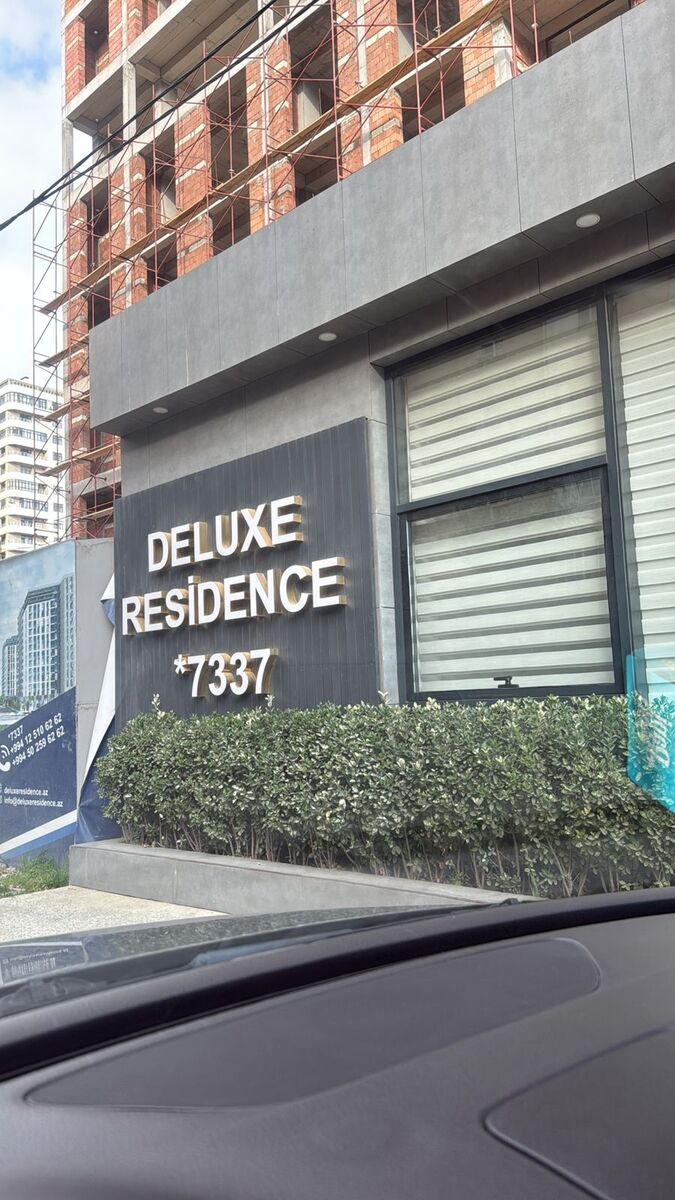 DELUXE
RESİDENCE
*7337
*7337
+994 12 510 62 62
+994 50 259 62 62
deluxeresidence.az
info@deluxeresidence.az